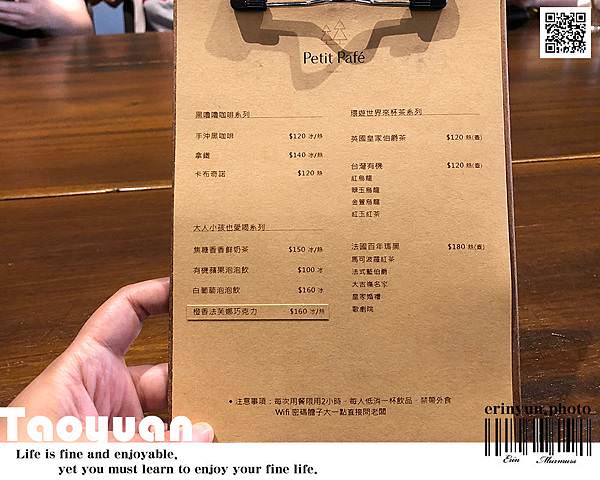 Petit Pafé
黑嚕嚕咖啡系列
手沖黑咖啡 $120 冰/熱
拿鐵 $140 冰/熱
卡布奇諾 $120 熱
大人小孩也愛喝系列
焦糖香香鮮奶茶 $150 冰/熱
有機蘋果泡泡飲 $100 冰
白葡萄泡泡飲 $160 冰
橙香法芙娜巧克力 $160 冰/熱
環遊世界來杯茶系列
英國皇家伯爵茶 $120 熱(壺)
台灣有機 $120 熱(壺)
紅烏龍
翠玉烏龍
金萱烏龍
紅玉紅茶
法國百年瑪黑 $180 熱(壺)
馬可波羅紅茶
法式藍伯爵
大吉嶺名家
皇家婚禮
歌劇院
• 注意事項：每次用餐限用2小時，每人低消一杯飲品，禁帶外食
Wifi 密碼膽子大一點直接問老闆
Taoyuan
Life is fine and enjoyable,
yet you must learn to enjoy your fine life.
erinyun.photo
Erin Murmurs